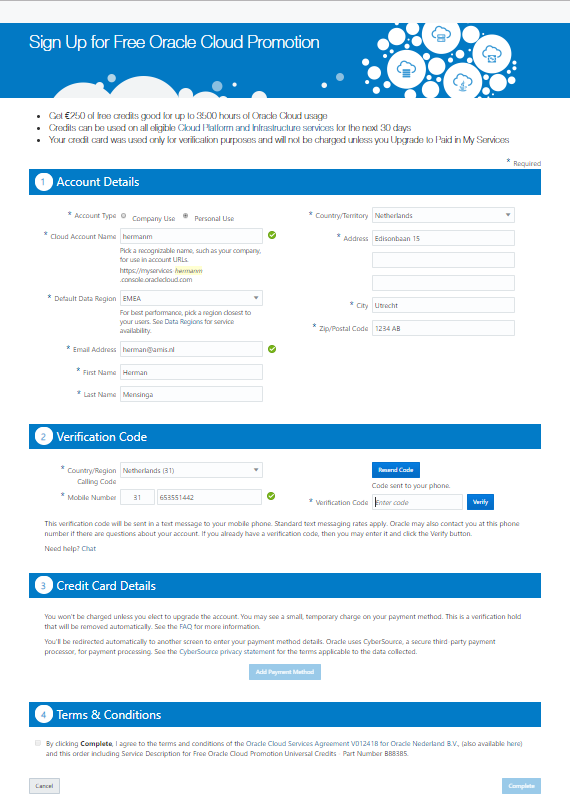 Sign Up for Free Oracle Cloud Promotion
Get €250 of free credits good for up to 3500 hours of Oracle Cloud usage
Credits can be used on all eligible Cloud Platform and Infrastructure services for the next 30 days
Your credit card was used only for verification purposes and will not be charged unless you Upgrade to Paid in My Services
* Required
1 Account Details
* Account Type Company Use Personal Use
* Cloud Account Name hermanm
Pick a recognizable name, such as your company,
for use in account URLs.
https://myservices-hermanm
.console.oraclecloud.com
* Default Data Region EMEA
For best performance, pick a region closest to
your users. See Data Regions for service
availability.
* Email Address herman@amis.nl
* First Name Herman
* Last Name Mensinga
* Country/Territory Netherlands
* Address Edisonbaan 15
* City Utrecht
* Zip/Postal Code 1234 AB
2 Verification Code
* Country/Region Netherlands (31)
Calling Code
* Mobile Number 31 653551442
Resend Code
Code sent to your phone.
* Verification Code Enter code Verify
This verification code will be sent in a text message to your mobile phone. Standard text messaging rates apply. Oracle may also contact you at this phone
number if there are questions about your account. If you already have a verification code, then you may enter it and click the Verify button.
Need help? Chat
3 Credit Card Details
You won't be charged unless you elect to upgrade the account. You may see a small, temporary charge on your payment method. This is a verification hold
that will be removed automatically. See the FAQ for more information.
You'll be redirected automatically to another screen to enter your payment method details. Oracle uses CyberSource, a secure third-party payment
processor, for payment processing. See the CyberSource privacy statement for the terms applicable to the data collected.
Add Payment Method
4 Terms & Conditions
By clicking Complete, I agree to the terms and conditions of the Oracle Cloud Services Agreement V012418 for Oracle Nederland B.V., (also available here)
and this order including Service Description for Free Oracle Cloud Promotion Universal Credits - Part Number B88385.
Cancel
Complete